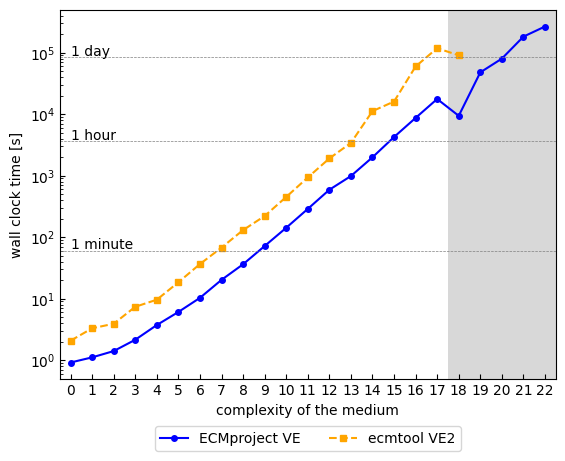 10^5
10^4
10^3
10^2
10^1
10^0
wall clock time [s]
1 day
1 hour
1 minute
0 1 2 3 4 5 6 7 8 9 10 11 12 13 14 15 16 17 18 19 20 21 22
complexity of the medium
ECMproject VE ecmtool VE2